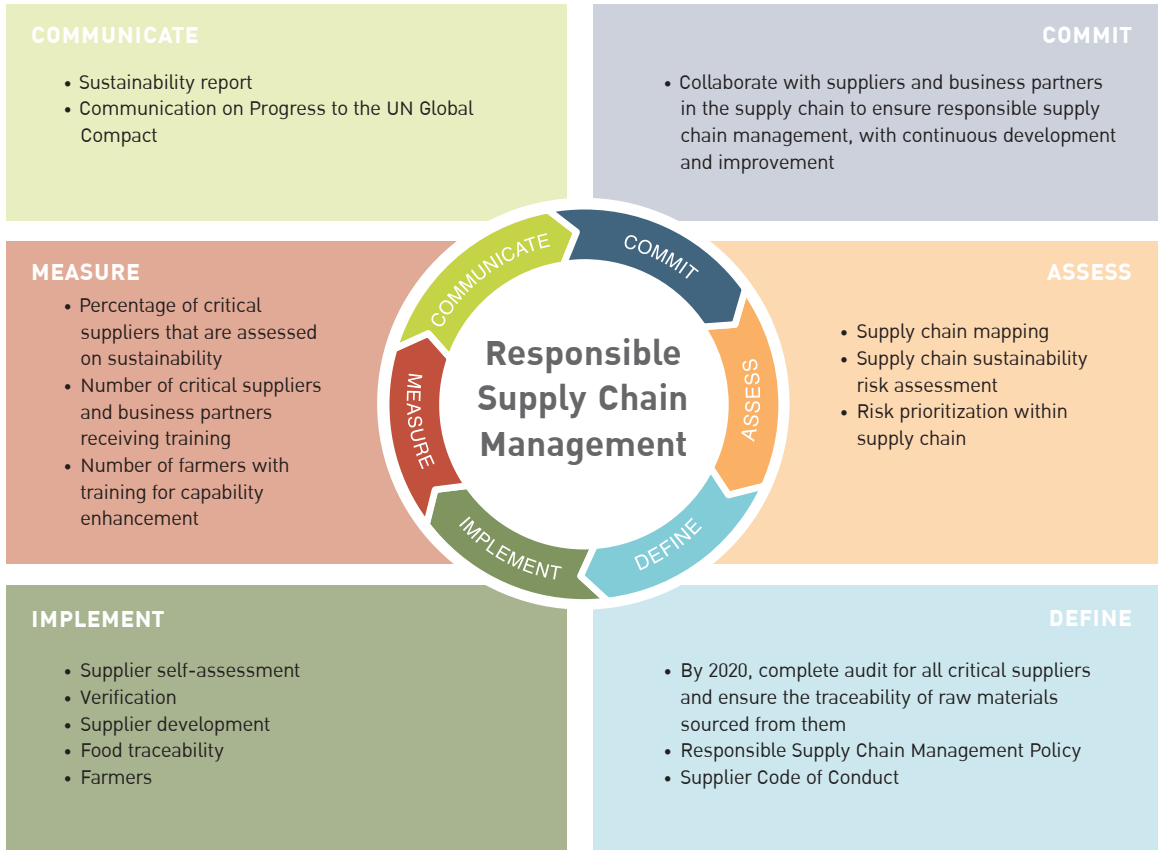 COMMUNICATE
• Sustainability report
• Communication on Progress to the UN Global
Compact
COMMIT
• Collaborate with suppliers and business partners
in the supply chain to ensure responsible supply
chain management, with continuous development
and improvement
MEASURE
• Percentage of critical
suppliers that are assessed
on sustainability
• Number of critical suppliers
and business partners
receiving training
• Number of farmers with
training for capability
enhancement
COMMUNICATE
COMMIT
ASSESS
DEFINE
IMPLEMENT
MEASURE
Responsible
Supply Chain
Management
ASSESS
• Supply chain mapping
• Supply chain sustainability
risk assessment
• Risk prioritization within
supply chain
IMPLEMENT
• Supplier self-assessment
• Verification
• Supplier development
• Food traceability
• Farmers
DEFINE
• By 2020, complete audit for all critical suppliers
and ensure the traceability of raw materials
sourced from them
• Responsible Supply Chain Management Policy
• Supplier Code of Conduct